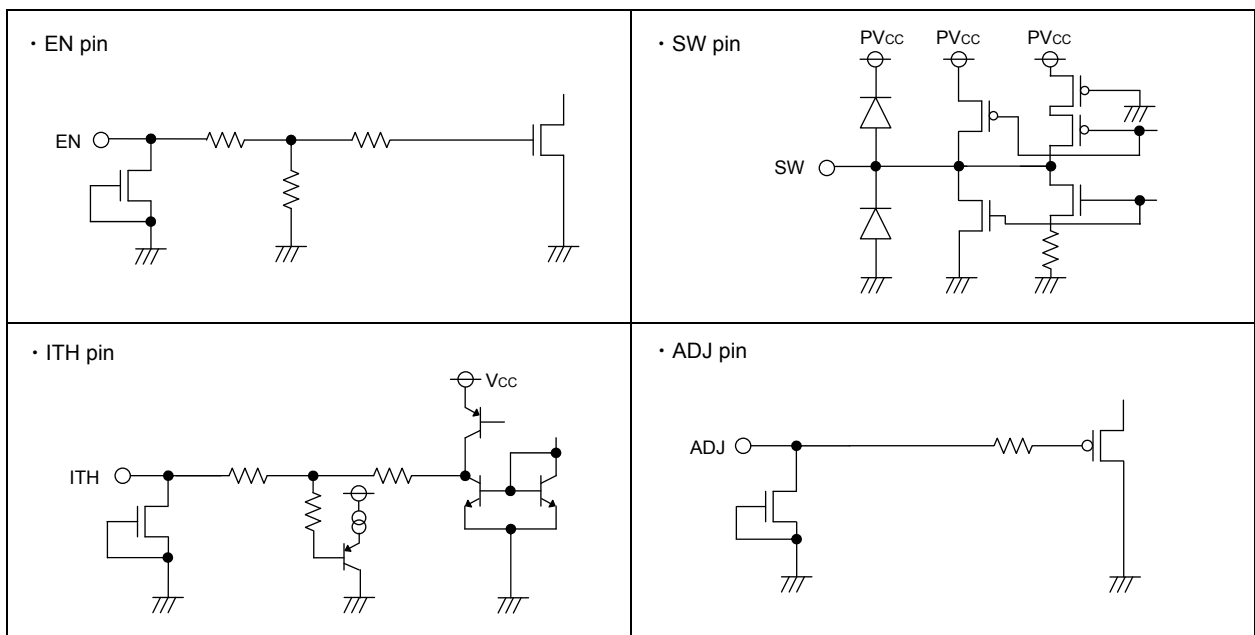 ・EN pin
EN
・SW pin
PVCC PVCC PVCC
SW
・ITH pin
VCC
ITH
・ADJ pin
ADJ